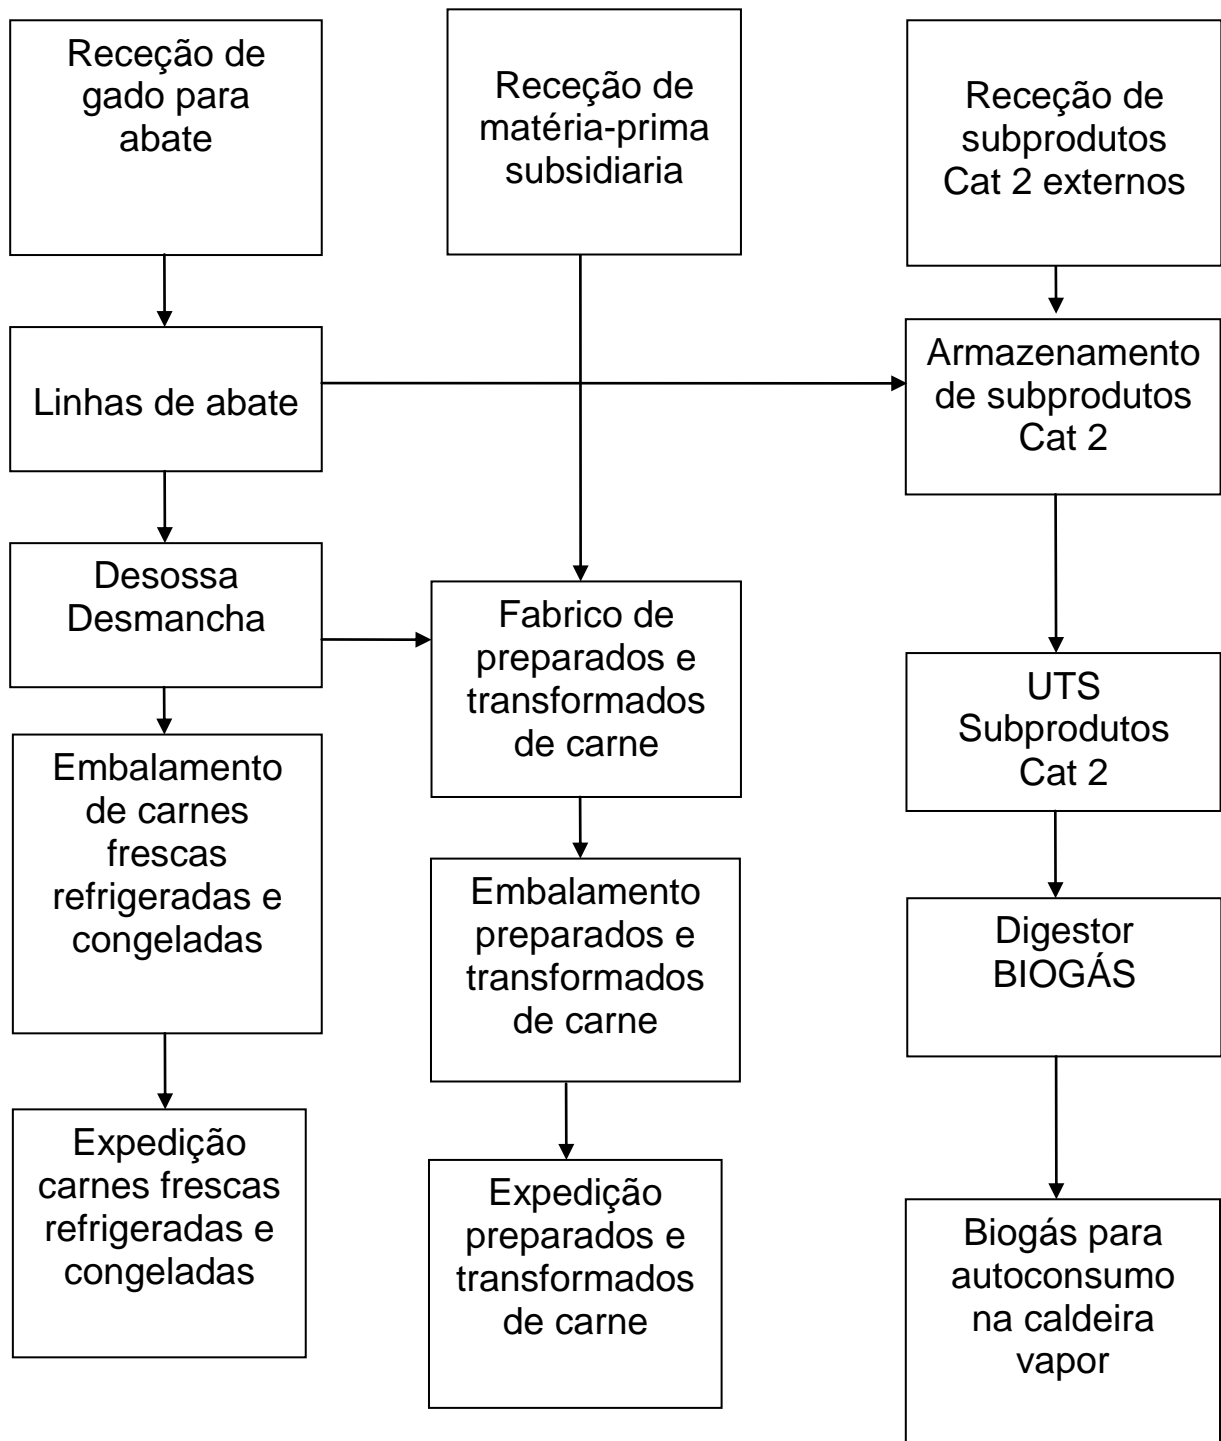 Receção de
gado para
abate
Receção de
matéria-prima
subsidiaria
Receção de
subprodutos
Cat 2 externos
Linhas de abate
Armazenamento
de subprodutos
Cat 2
Desossa
Desmancha
Fabrico de
preparados e
transformados
de carne
UTS
Subprodutos
Cat 2
Embalamento
de carnes
frescas
refrigeradas e
congeladas
Embalamento
preparados e
transformados
de carne
Digestor
BIOGÁS
Expedição
carnes frescas
refrigeradas e
congeladas
Expedição
preparados e
transformados
de carne
Biogás para
autoconsumo
na caldeira
vapor